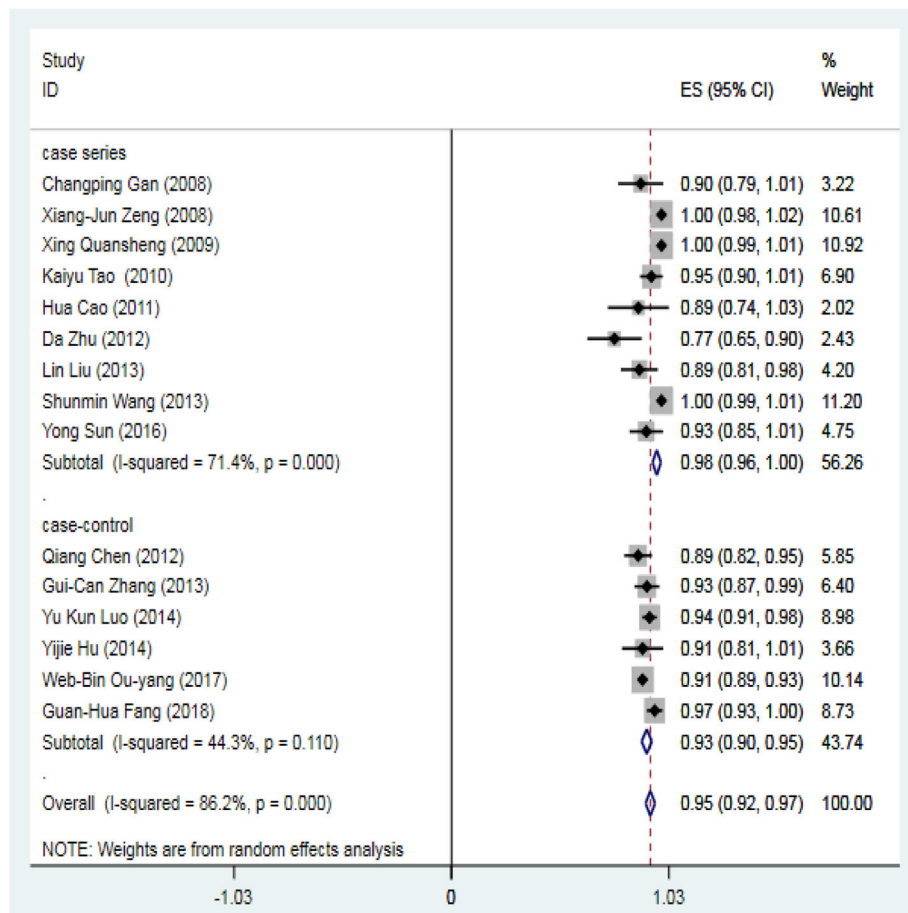 Study %
ID ES (95% CI) Weight
case series
Changping Gan (2008) 0.90 (0.79, 1.01) 3.22
Xiang-Jun Zeng (2008) 1.00 (0.98, 1.02) 10.61
Xing Quansheng (2009) 1.00 (0.99, 1.01) 10.92
Kaiyu Tao (2010) 0.95 (0.90, 1.01) 6.90
Hua Cao (2011) 0.89 (0.74, 1.03) 2.02
Da Zhu (2012) 0.77 (0.65, 0.90) 2.43
Lin Liu (2013) 0.89 (0.81, 0.98) 4.20
Shunmin Wang (2013) 1.00 (0.99, 1.01) 11.20
Yong Sun (2016) 0.93 (0.85, 1.01) 4.75
Subtotal (I-squared = 71.4%, p = 0.000) 0.98 (0.96, 1.00) 56.26
.
case-control
Qiang Chen (2012) 0.89 (0.82, 0.95) 5.85
Gui-Can Zhang (2013) 0.93 (0.87, 0.99) 6.40
Yu Kun Luo (2014) 0.94 (0.91, 0.98) 8.98
Yijie Hu (2014) 0.91 (0.81, 1.01) 3.66
Web-Bin Ou-yang (2017) 0.91 (0.89, 0.93) 10.14
Guan-Hua Fang (2018) 0.97 (0.93, 1.00) 8.73
Subtotal (I-squared = 44.3%, p = 0.110) 0.93 (0.90, 0.95) 43.74
.
Overall (I-squared = 86.2%, p = 0.000) 0.95 (0.92, 0.97) 100.00
NOTE: Weights are from random effects analysis
-1.03 0 1.03